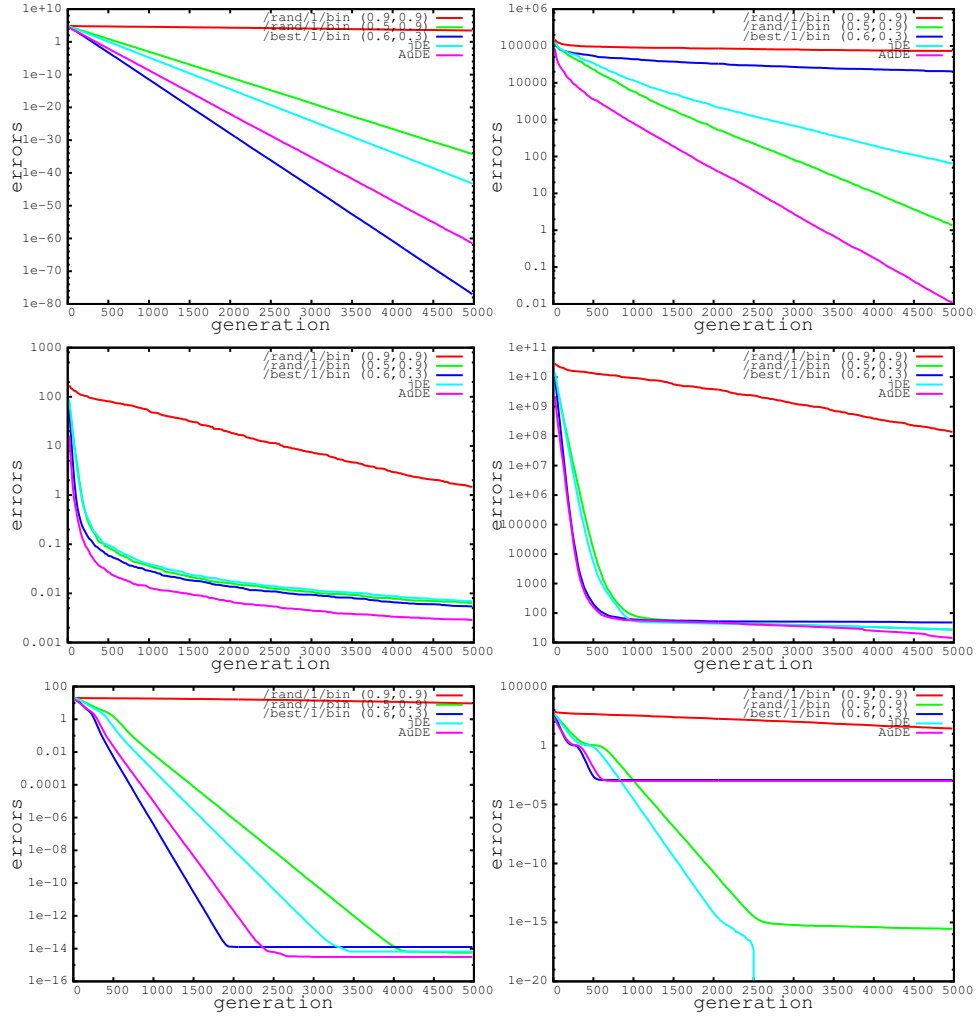 1e+10
1
1e-10
1e-20
1e-30
1e-40
1e-50
1e-60
1e-70
1e-80
errors
/rand/1/bin (0.9,0.9)
/rand/1/bin (0.5,0.9)
/best/1/bin (0.6,0.3)
jDE
AuDE
0 500 1000 1500 2000 2500 3000 3500 4000 4500 5000
generation
1e+06
100000
10000
1000
100
10
1
0.1
0.01
errors
/rand/1/bin (0.9,0.9)
/rand/1/bin (0.5,0.9)
/best/1/bin (0.6,0.3)
jDE
AuDE
0 500 1000 1500 2000 2500 3000 3500 4000 4500 5000
generation
1000
100
10
1
0.1
0.01
0.001
errors
/rand/1/bin (0.9,0.9)
/rand/1/bin (0.5,0.9)
/best/1/bin (0.6,0.3)
jDE
AuDE
0 500 1000 1500 2000 2500 3000 3500 4000 4500 5000
generation
1e+11
1e+10
1e+09
1e+08
1e+07
1e+06
100000
10000
1000
100
10
errors
/rand/1/bin (0.9,0.9)
/rand/1/bin (0.5,0.9)
/best/1/bin (0.6,0.3)
jDE
AuDE
0 500 1000 1500 2000 2500 3000 3500 4000 4500 5000
generation
100
1
0.01
0.0001
1e-06
1e-08
1e-10
1e-12
1e-14
1e-16
errors
/rand/1/bin (0.9,0.9)
/rand/1/bin (0.5,0.9)
/best/1/bin (0.6,0.3)
jDE
AuDE
0 500 1000 1500 2000 2500 3000 3500 4000 4500 5000
generation
100000
1
1e-05
1e-10
1e-15
1e-20
errors
/rand/1/bin (0.9,0.9)
/rand/1/bin (0.5,0.9)
/best/1/bin (0.6,0.3)
jDE
AuDE
0 500 1000 1500 2000 2500 3000 3500 4000 4500 5000
generation